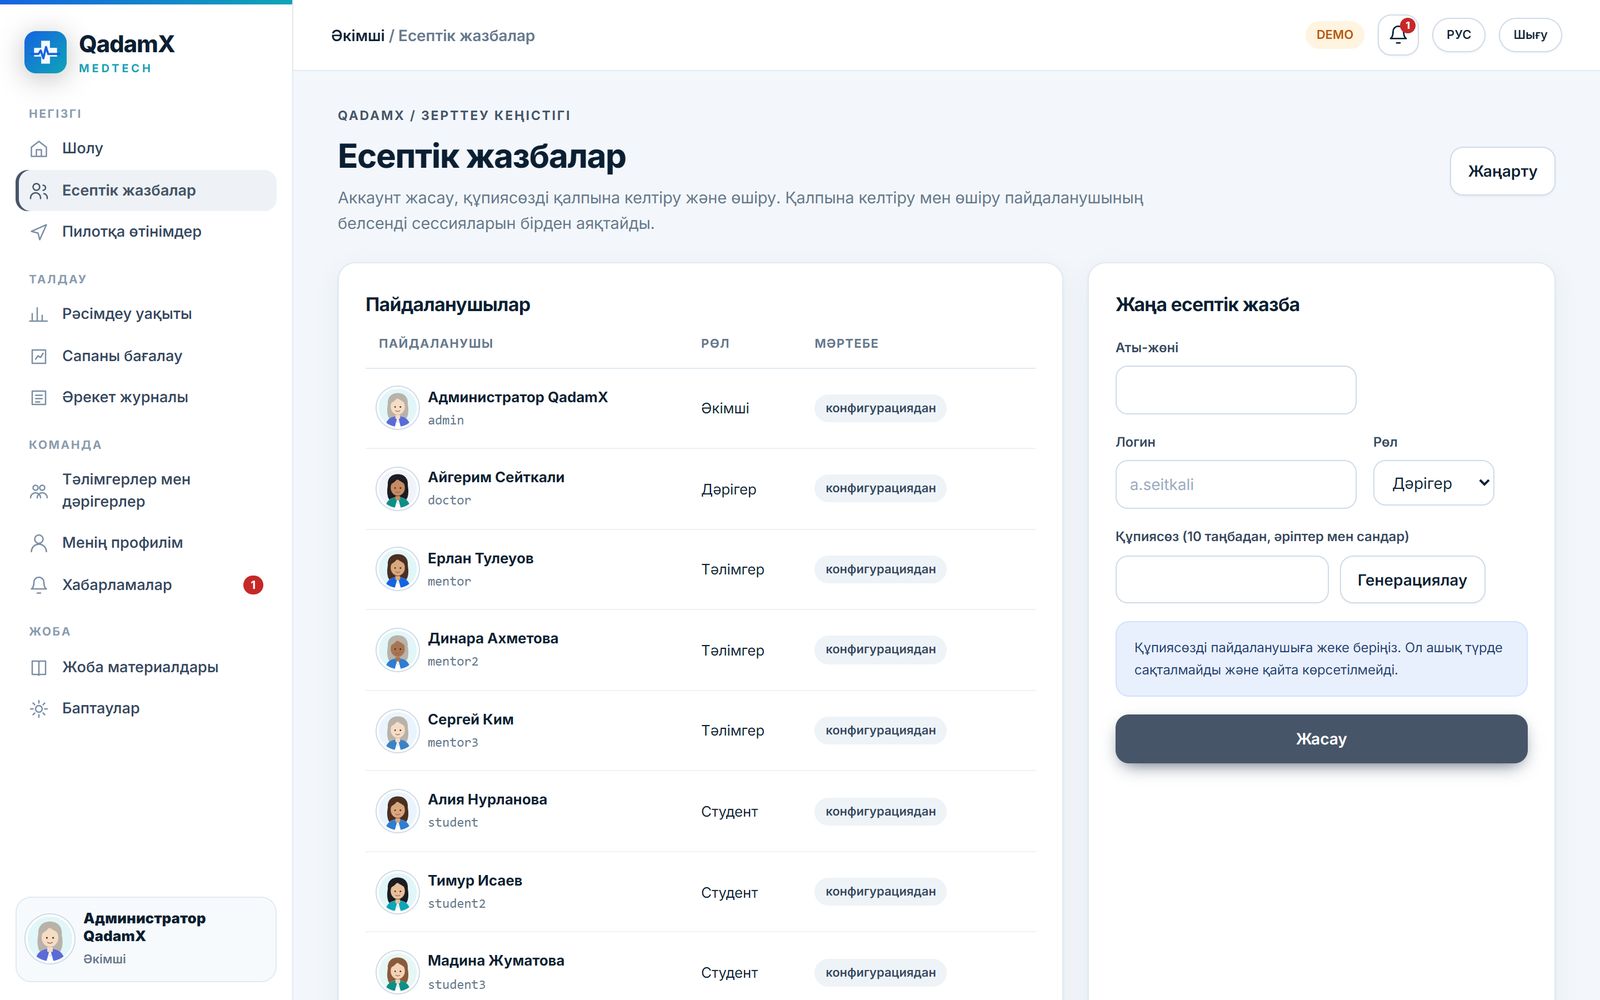 QadamX
MEDTECH
НЕГІЗГІ
Шолу
Есептік жазбалар
Пилотқа өтінімдер
ТАЛДАУ
Рәсімдеу уақыты
Сапаны бағалау
Әрекет журналы
КОМАНДА
Тәлімгерлер мен
дәрігерлер
Менің профилім
Хабарламалар 1
ЖОБА
Жоба материалдары
Баптаулар
Администратор
QadamX
Әкімші
Әкімші / Есептік жазбалар
DEMO 1 РУС Шығу
QADAMX / ЗЕРТТЕУ КЕҢІСТІГІ
Есептік жазбалар
Аккаунт жасау, құпиясөзді қалпына келтіру және өшіру. Қалпына келтіру мен өшіру пайдаланушының
белсенді сессияларын бірден аяқтайды.
Жаңарту
Пайдаланушылар
ПАЙДАЛАНУШЫ РӨЛ МӘРТЕБЕ
Администратор QadamX
admin
Әкімші конфигурациядан
Айгерим Сейткали
doctor
Дәрігер конфигурациядан
Ерлан Тулеуов
mentor
Тәлімгер конфигурациядан
Динара Ахметова
mentor2
Тәлімгер конфигурациядан
Сергей Ким
mentor3
Тәлімгер конфигурациядан
Алия Нурланова
student
Студент конфигурациядан
Тимур Исаев
student2
Студент конфигурациядан
Мадина Жуматова
student3
Студент конфигурациядан
Жаңа есептік жазба
Аты-жөні
Логин Рөл
a.seitkali Дәрігер
Құпиясөз (10 таңбадан, әріптер мен сандар)
Генерациялау
Құпиясөзді пайдаланушыға жеке беріңіз. Ол ашық түрде
сақталмайды және қайта көрсетілмейді.
Жасау